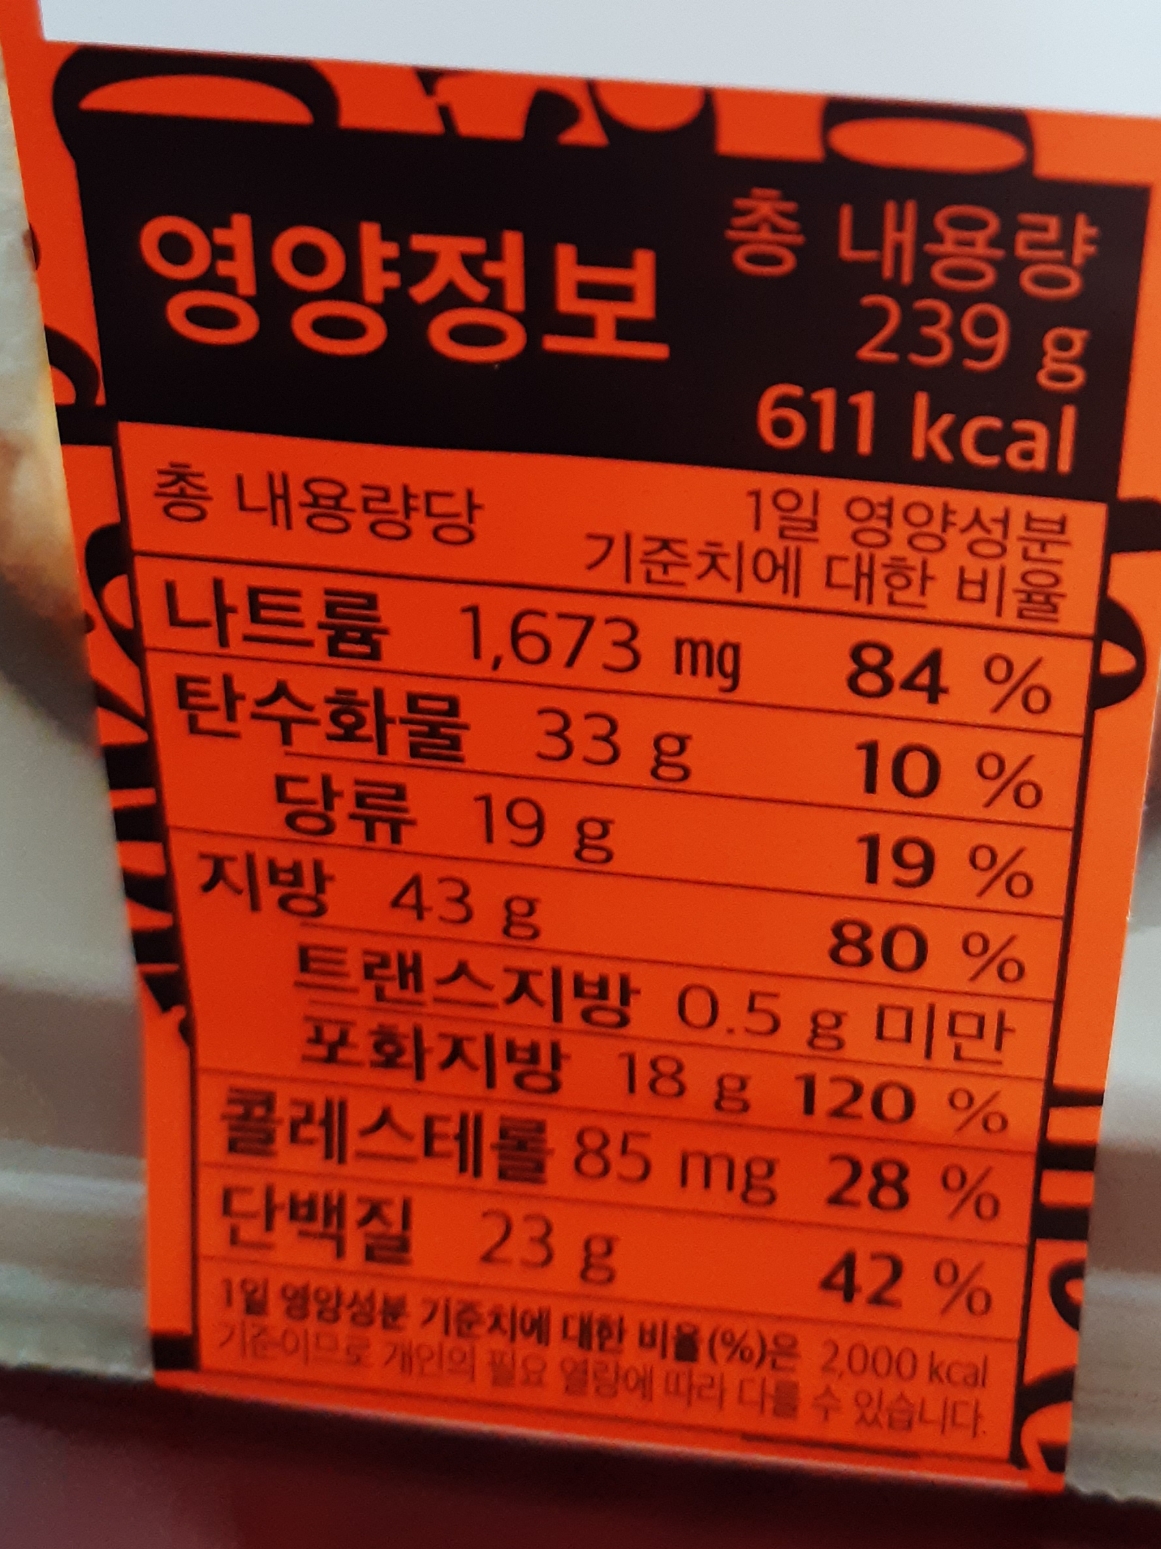 영양정보
총 내용량
239 g
611 kcal
총 내용량당
1일 영양성분
기준치에 대한 비율
나트륨 1,673 mg 84 %
탄수화물 33 g 10 %
당류 19 g 19 %
지방 43 g 80 %
트랜스지방 0.5 g 미만
포화지방 18 g 120 %
콜레스테롤 85 mg 28 %
단백질 23 g 42 %
1일 영양성분 기준치에 대한 비율(%)은 2,000 kcal
기준이므로 개인의 필요 열량에 따라 다를 수 있습니다.